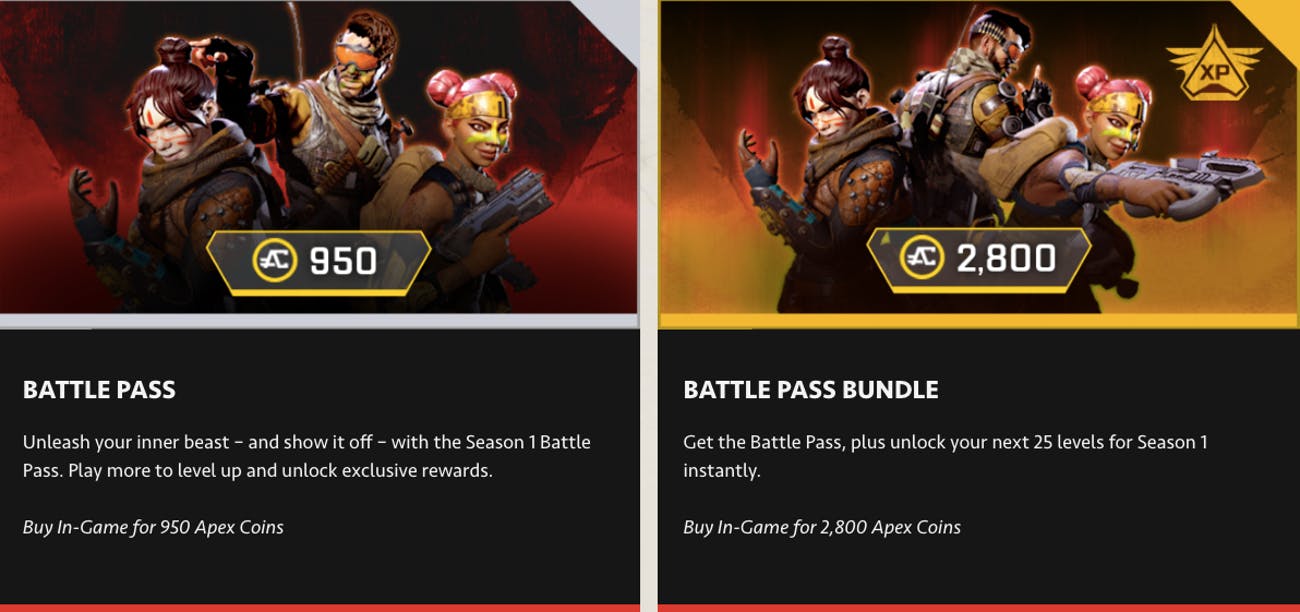 950
BATTLE PASS
Unleash your inner beast – and show it off – with the Season 1 Battle
Pass. Play more to level up and unlock exclusive rewards.
Buy In-Game for 950 Apex Coins
XP
2,800
BATTLE PASS BUNDLE
Get the Battle Pass, plus unlock your next 25 levels for Season 1
instantly.
Buy In-Game for 2,800 Apex Coins